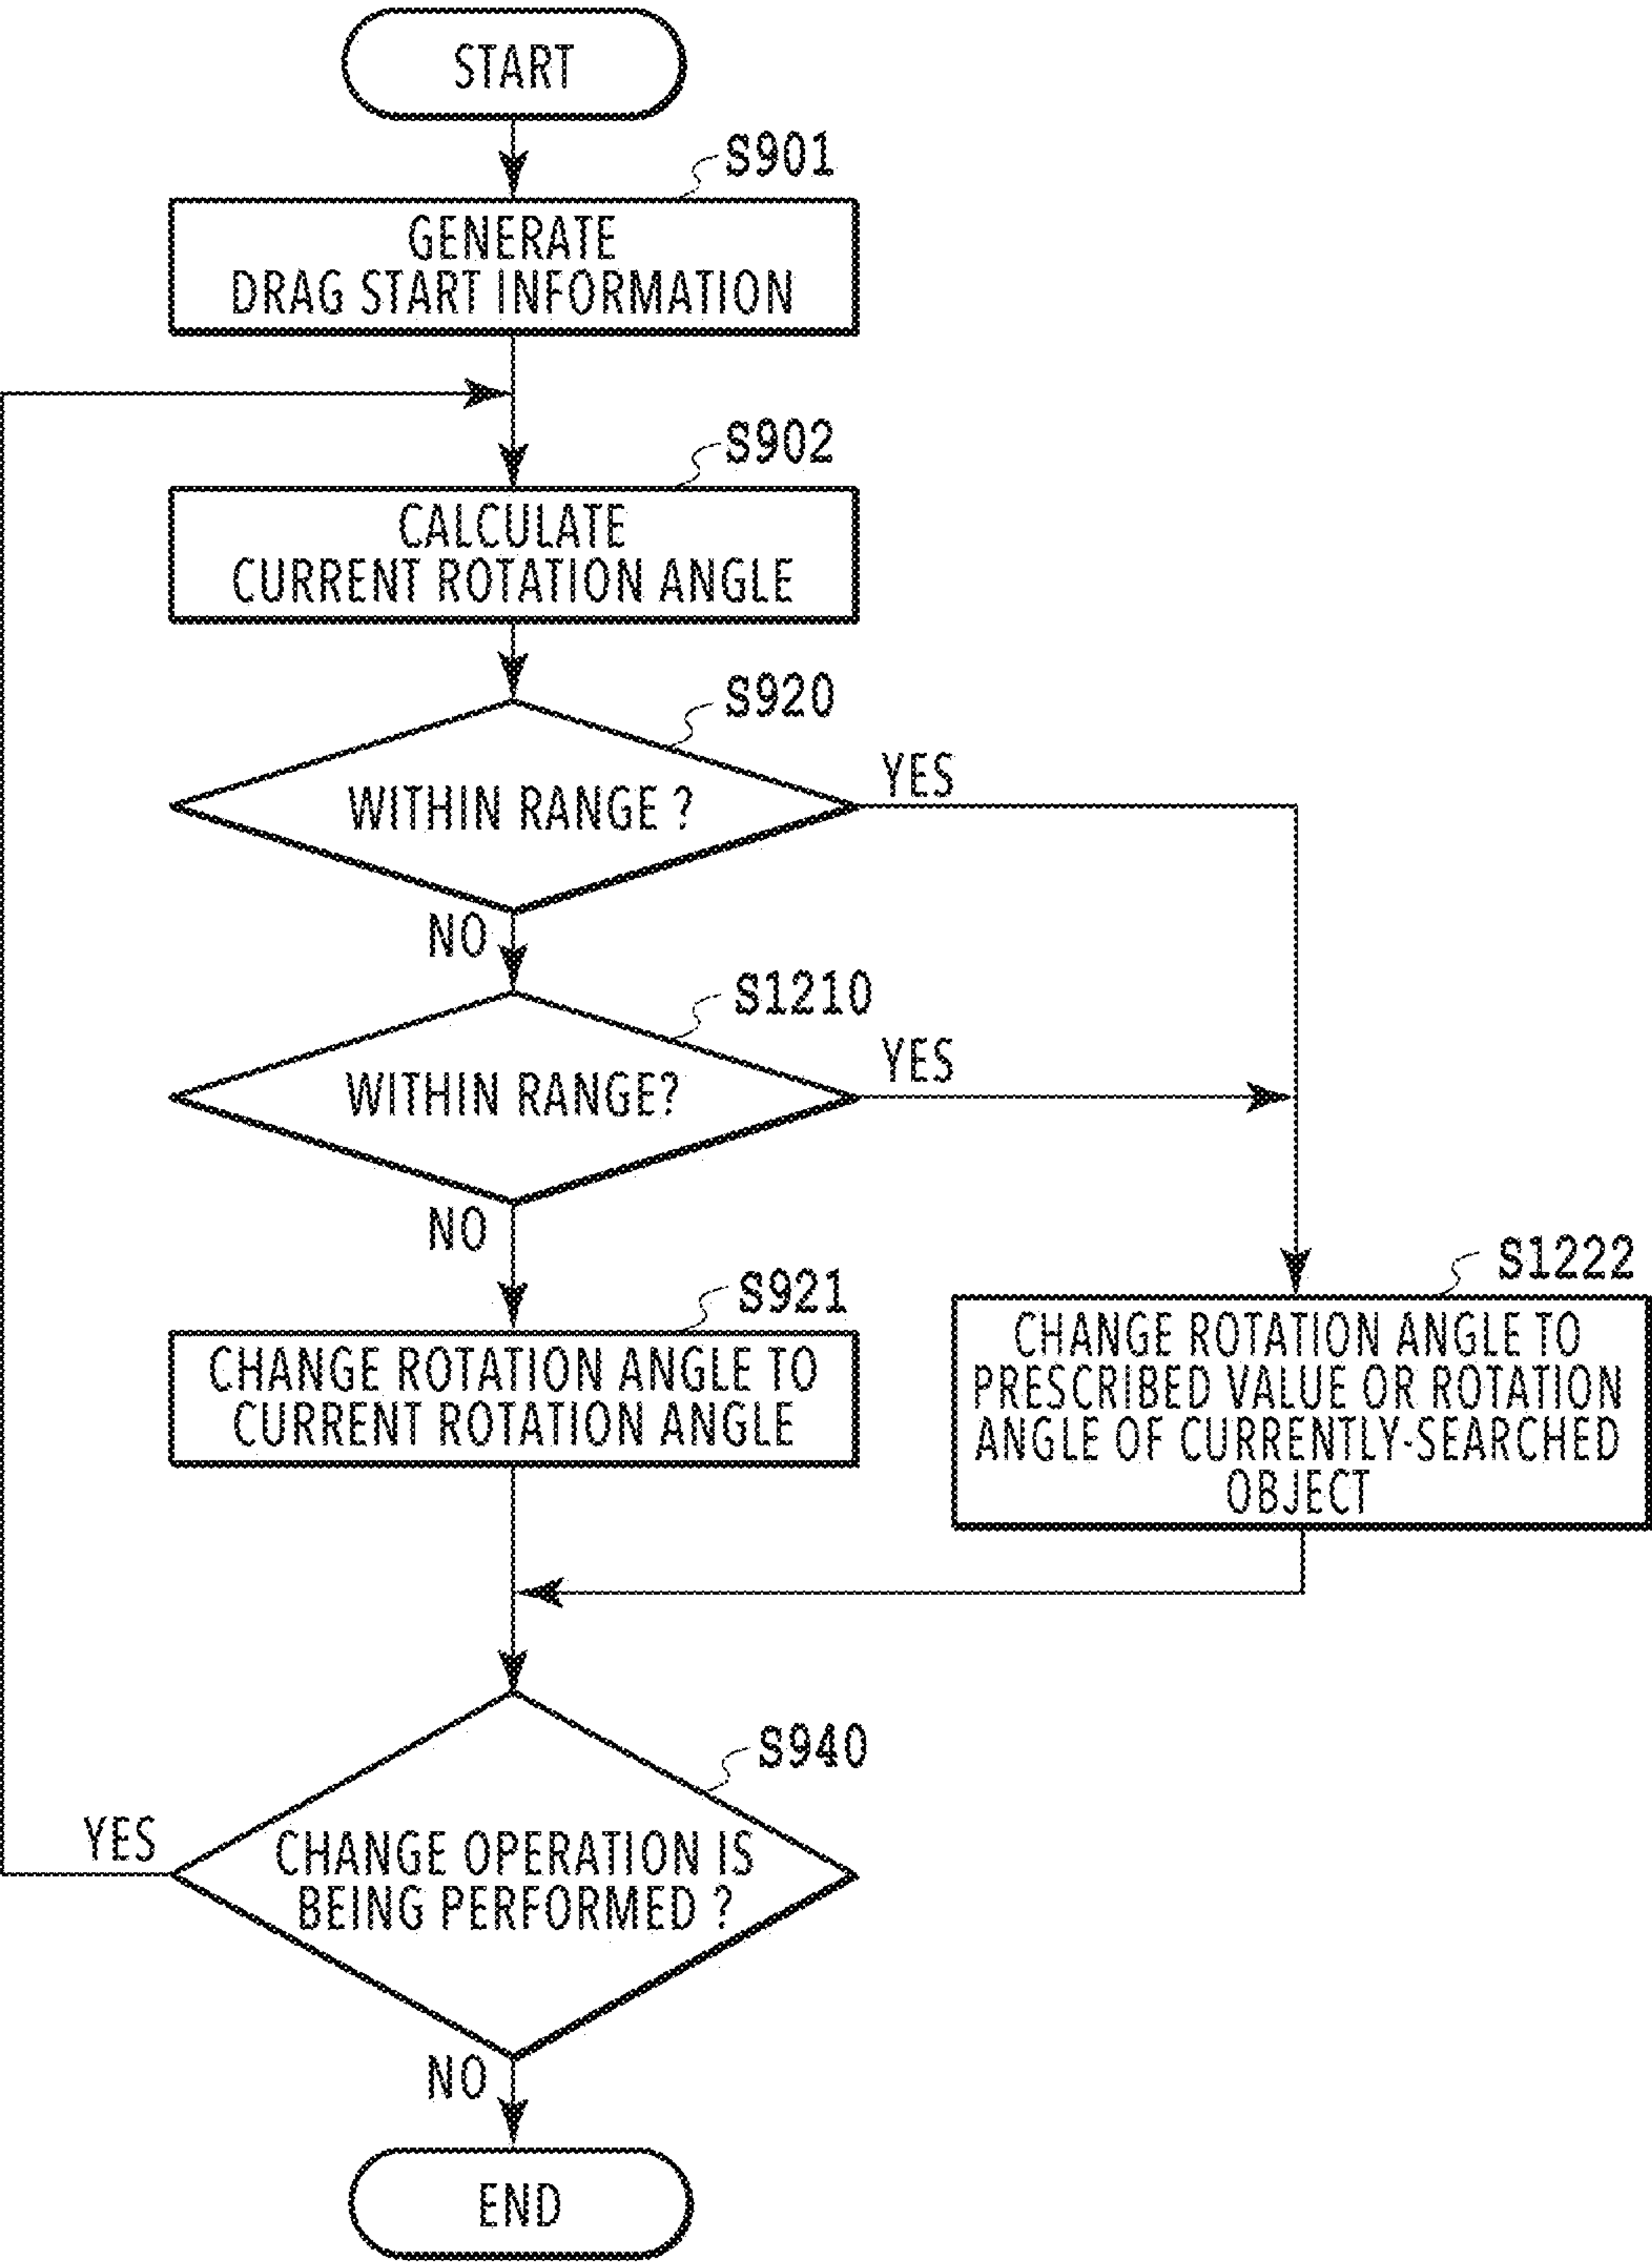 START
S901
GENERATE
DRAG START INFORMATION
S902
CALCULATE
CURRENT ROTATION ANGLE
S920
WITHIN RANGE ?
YES
NO
S1210
WITHIN RANGE?
YES
NO
S921
CHANGE ROTATION ANGLE TO
CURRENT ROTATION ANGLE
S1222
CHANGE ROTATION ANGLE TO
PRESCRIBED VALUE OR ROTATION
ANGLE OF CURRENTLY-SEARCHED
OBJECT
S940
YES
CHANGE OPERATION IS
BEING PERFORMED ?
NO
END